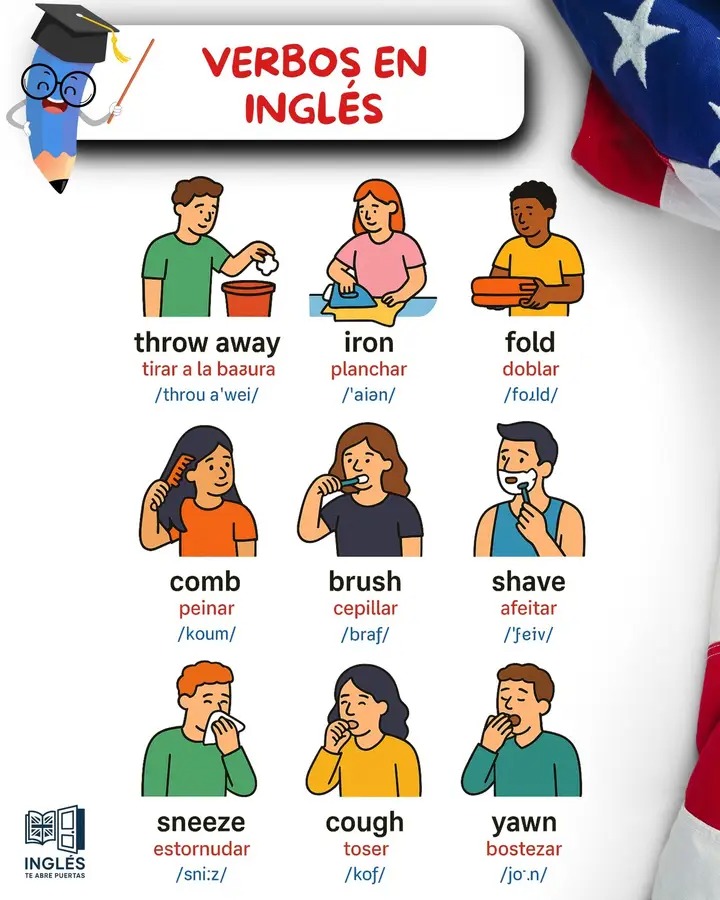 VERBOS EN
INGLÉS
throw away
iron
fold
tirar a la baƨura
planchar
doblar
/throu a'wei/
/'aiən/
/foɹld/
comb
brush
shave
peinar
cepillar
afeitar
/koum/
/braʃ/
/'ʃeiv/
sneeze
cough
yawn
estornudar
toser
bostezar
/sni:z/
/koʃ/
/jo˞.n/
INGLÉS
TE ABRE PUERTAS